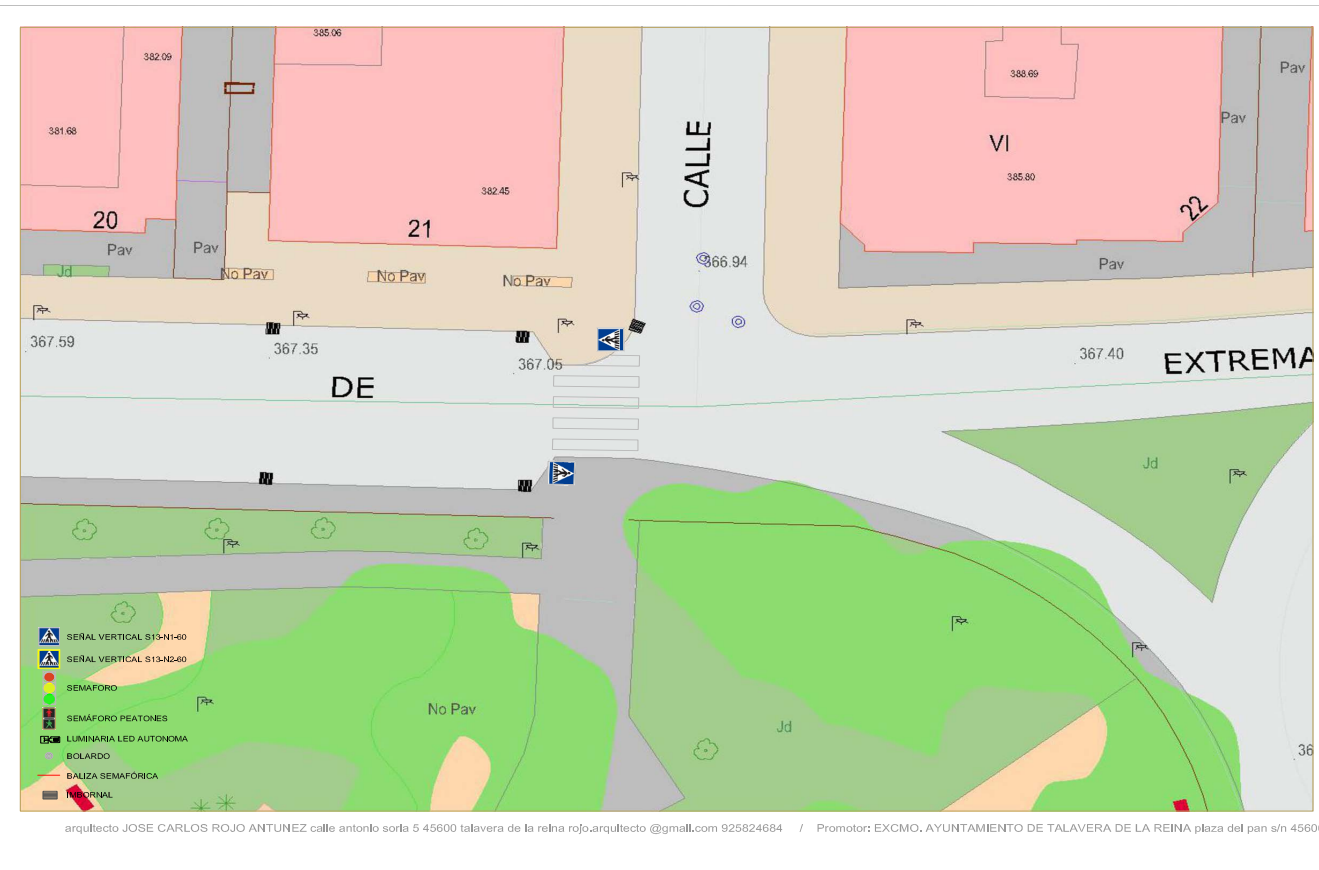 385.06
382.09
388.69
Pav
Pav
381.68
CALLE
VI
382.45
385.80
20
21
22
Pav
Pav
366.94
Pav
Jd
No Pav
No Pav
No Pav
367.59
367.35
367.05
367.40
EXTREMA
DE
Jd
SEÑAL VERTICAL S13-N1-60
SEÑAL VERTICAL S13-N2-60
SEMAFORO
No Pav
SEMÁFORO PEATONES
Jd
LUMINARIA LED AUTONOMA
36
BOLARDO
BALIZA SEMAFÓRICA
IMBORNAL
arquitecto JOSE CARLOS ROJO ANTUNEZ calle antonio soria 5 45600 talavera de la reina rojo.arquitecto @gmail.com 925824684 / Promotor: EXCMO. AYUNTAMIENTO DE TALAVERA DE LA REINA plaza del pan s/n 4560